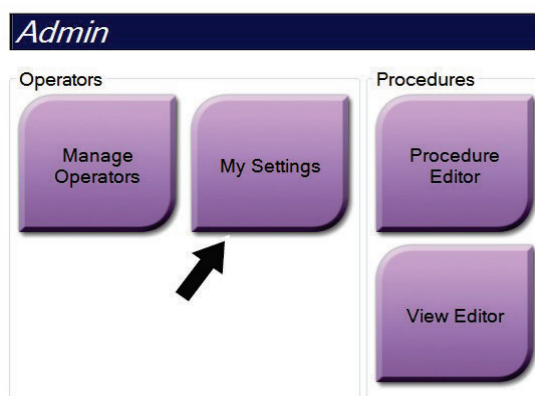 Admin
Operators
Procedures
Manage
Operators
My Settings
Procedure
Editor
View Editor